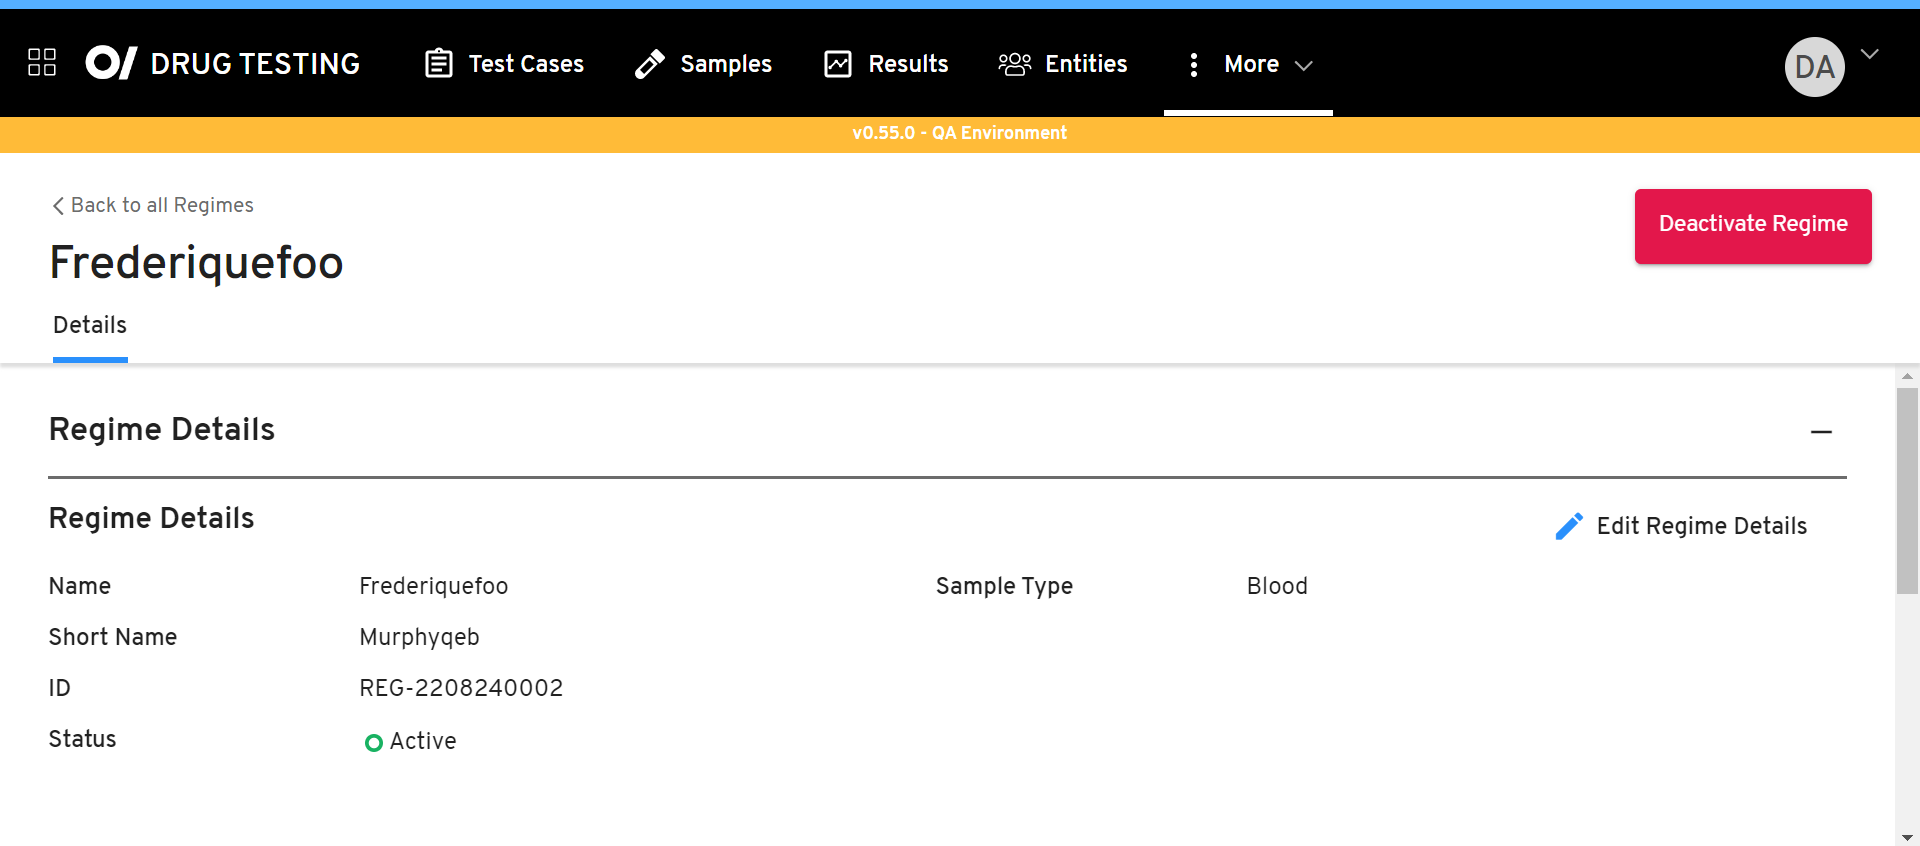 DRUG TESTING Test Cases Samples Results Entities More DA
v0.55.0 - QA Environment
Back to all Regimes
Deactivate Regime
Frederiquefoo
Details
Regime Details
Regime Details
Edit Regime Details
Name Frederiquefoo Sample Type Blood
Short Name Murphyqeb
ID REG-2208240002
Status Active